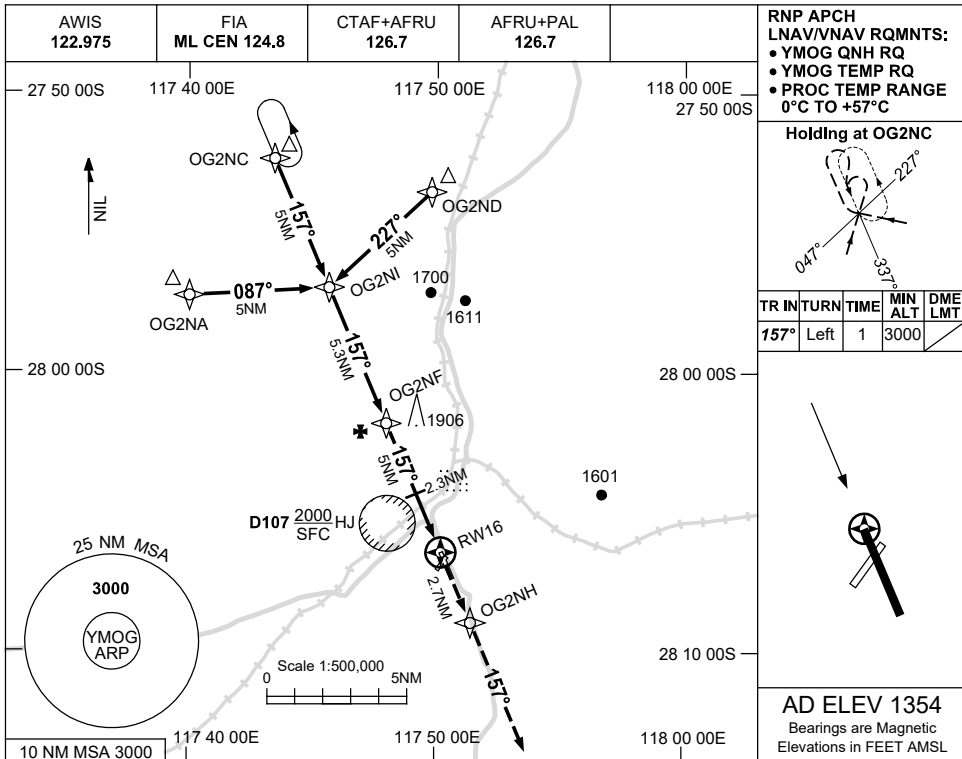 AWIS
122.975
FIA
ML CEN 124.8
CTAF+AFRU
126.7
AFRU+PAL
126.7
RNP APCH
LNAV/VNAV RQMNTS:
• YMOG QNH RQ
• YMOG TEMP RQ
• PROC TEMP RANGE
0°C TO +57°C
27 50 00S
117 40 00E
117 50 00E
118 00 00E
27 50 00S
Holding at OG2NC
227°
047°
337°
TR IN TURN TIME MIN ALT DME LMT
157° Left 1 3000
NIL
OG2NC
157°
5NM
OG2ND
227°
5NM
OG2NI
087°
5NM
OG2NA
1700
1611
157°
5.3NM
28 00 00S
28 00 00S
OG2NF
1906
157°
5NM
2.3NM
1601
D107 2000 HJ
SFC
RW16
2.7NM
OG2NH
157°
25 NM MSA
3000
YMOG
ARP
Scale 1:500,000
0 5NM
28 10 00S
10 NM MSA 3000
117 40 00E
117 50 00E
118 00 00E
AD ELEV 1354
Bearings are Magnetic
Elevations in FEET AMSL